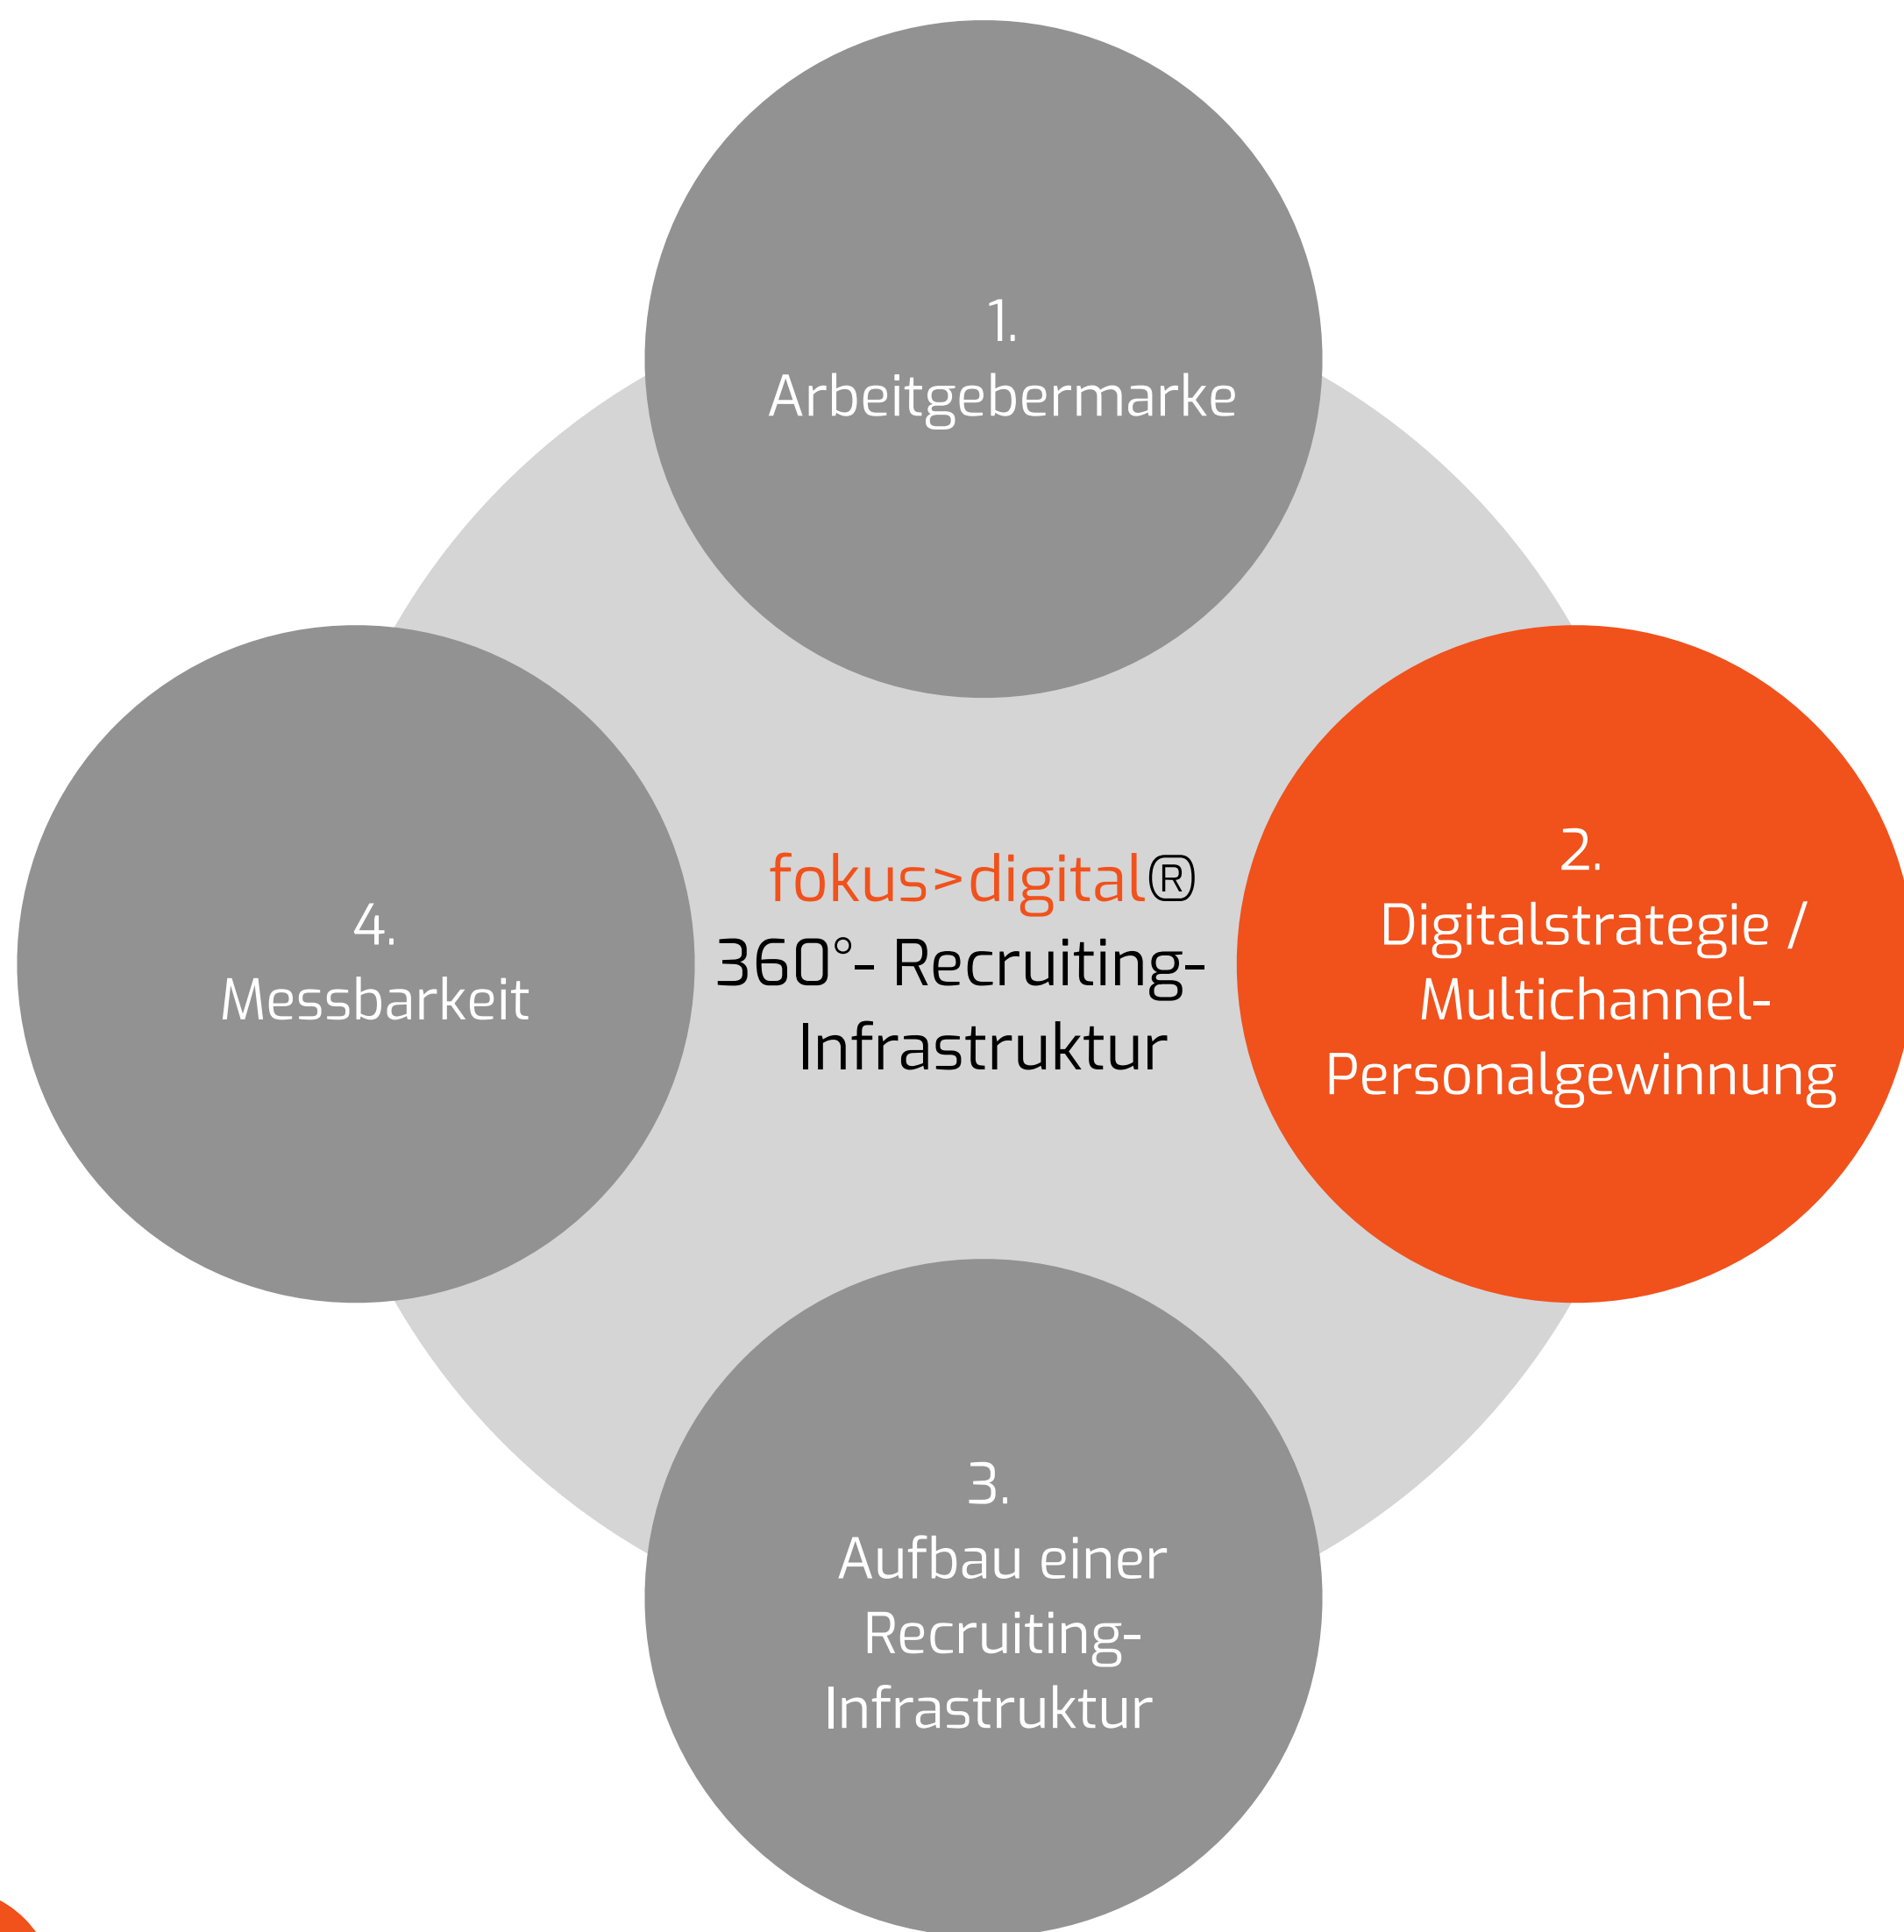 1.
Arbeitgebermarke
2.
Digitalstrategie /
Multichannel-
Personalgewinnung
fokus>digital®
360°- Recruiting-
Infrastruktur
4.
Messbarkeit
3.
Aufbau einer
Recruiting-
Infrastruktur